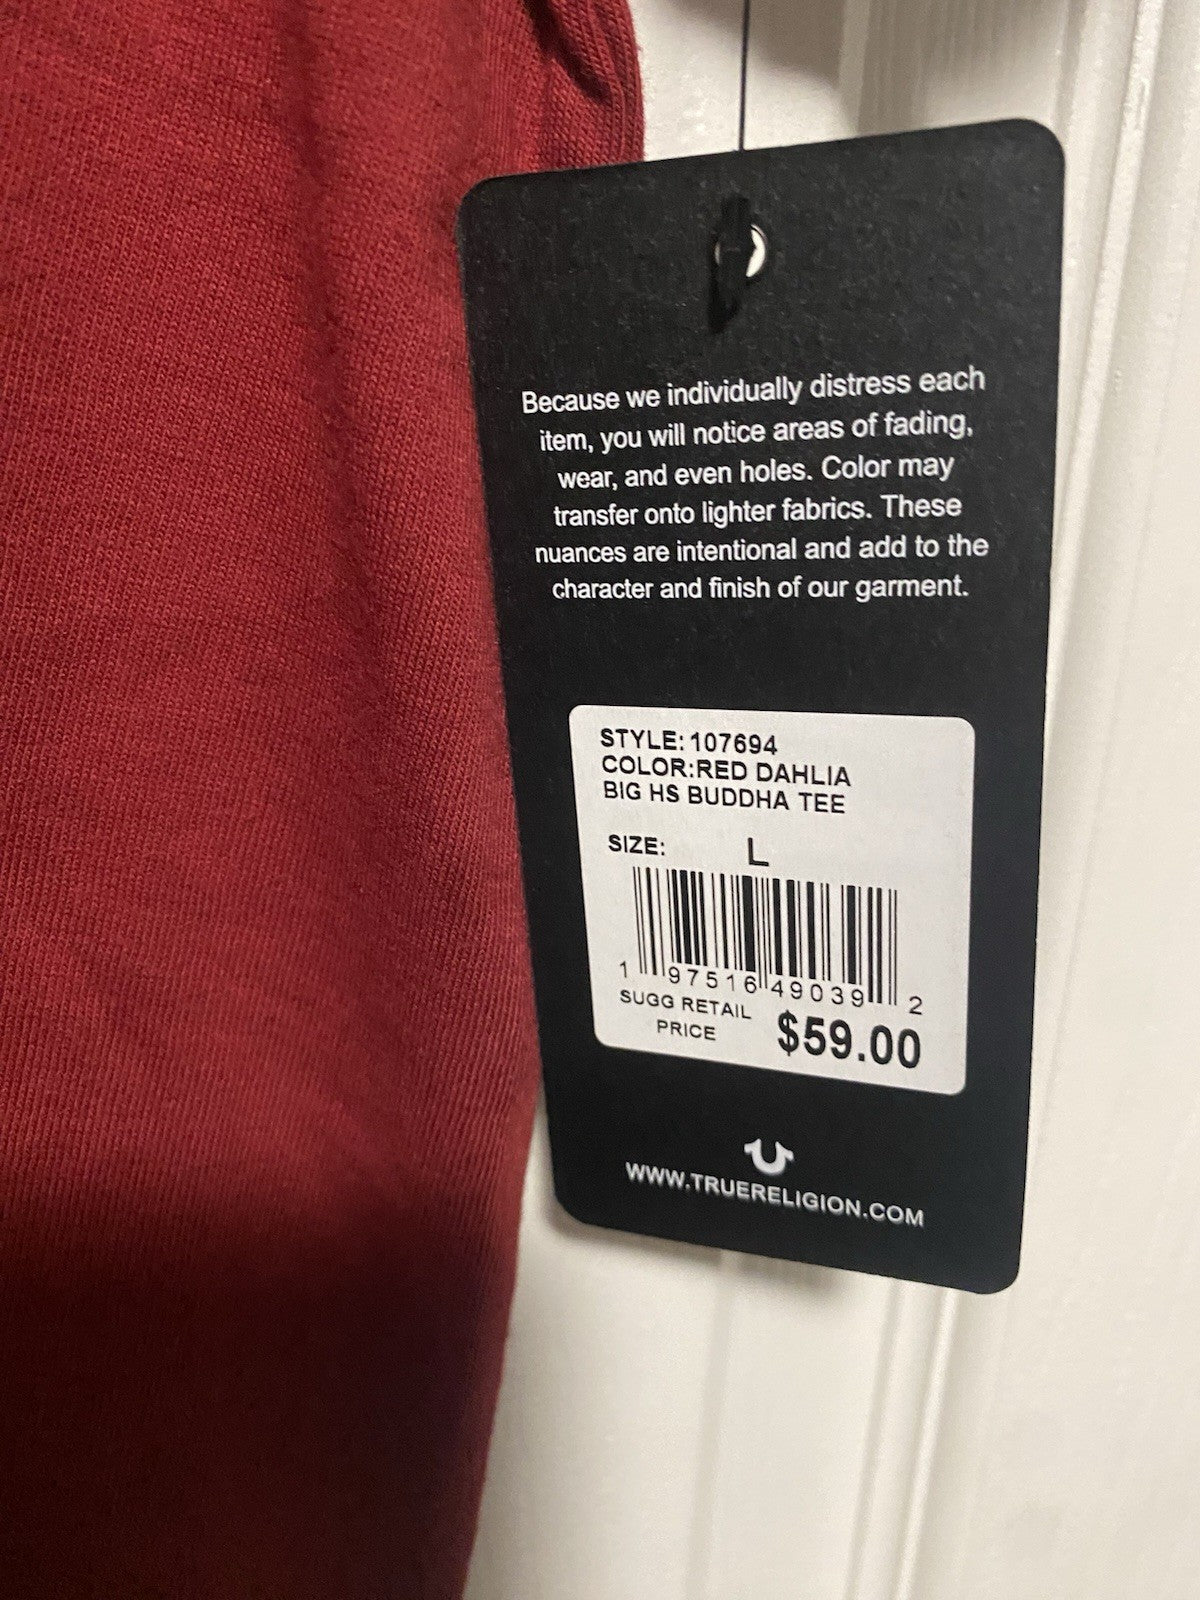 Because we individually distress each
item, you will notice areas of fading,
wear, and even holes. Color may
transfer onto lighter fabrics. These
nuances are intentional and add to the
character and finish of our garment.
STYLE: 107694
COLOR:RED DAHLIA
BIG HS BUDDHA TEE
SIZE: L
1 97516 49039 2
SUGG RETAIL
PRICE $59.00
WWW.TRUERELIGION.COM